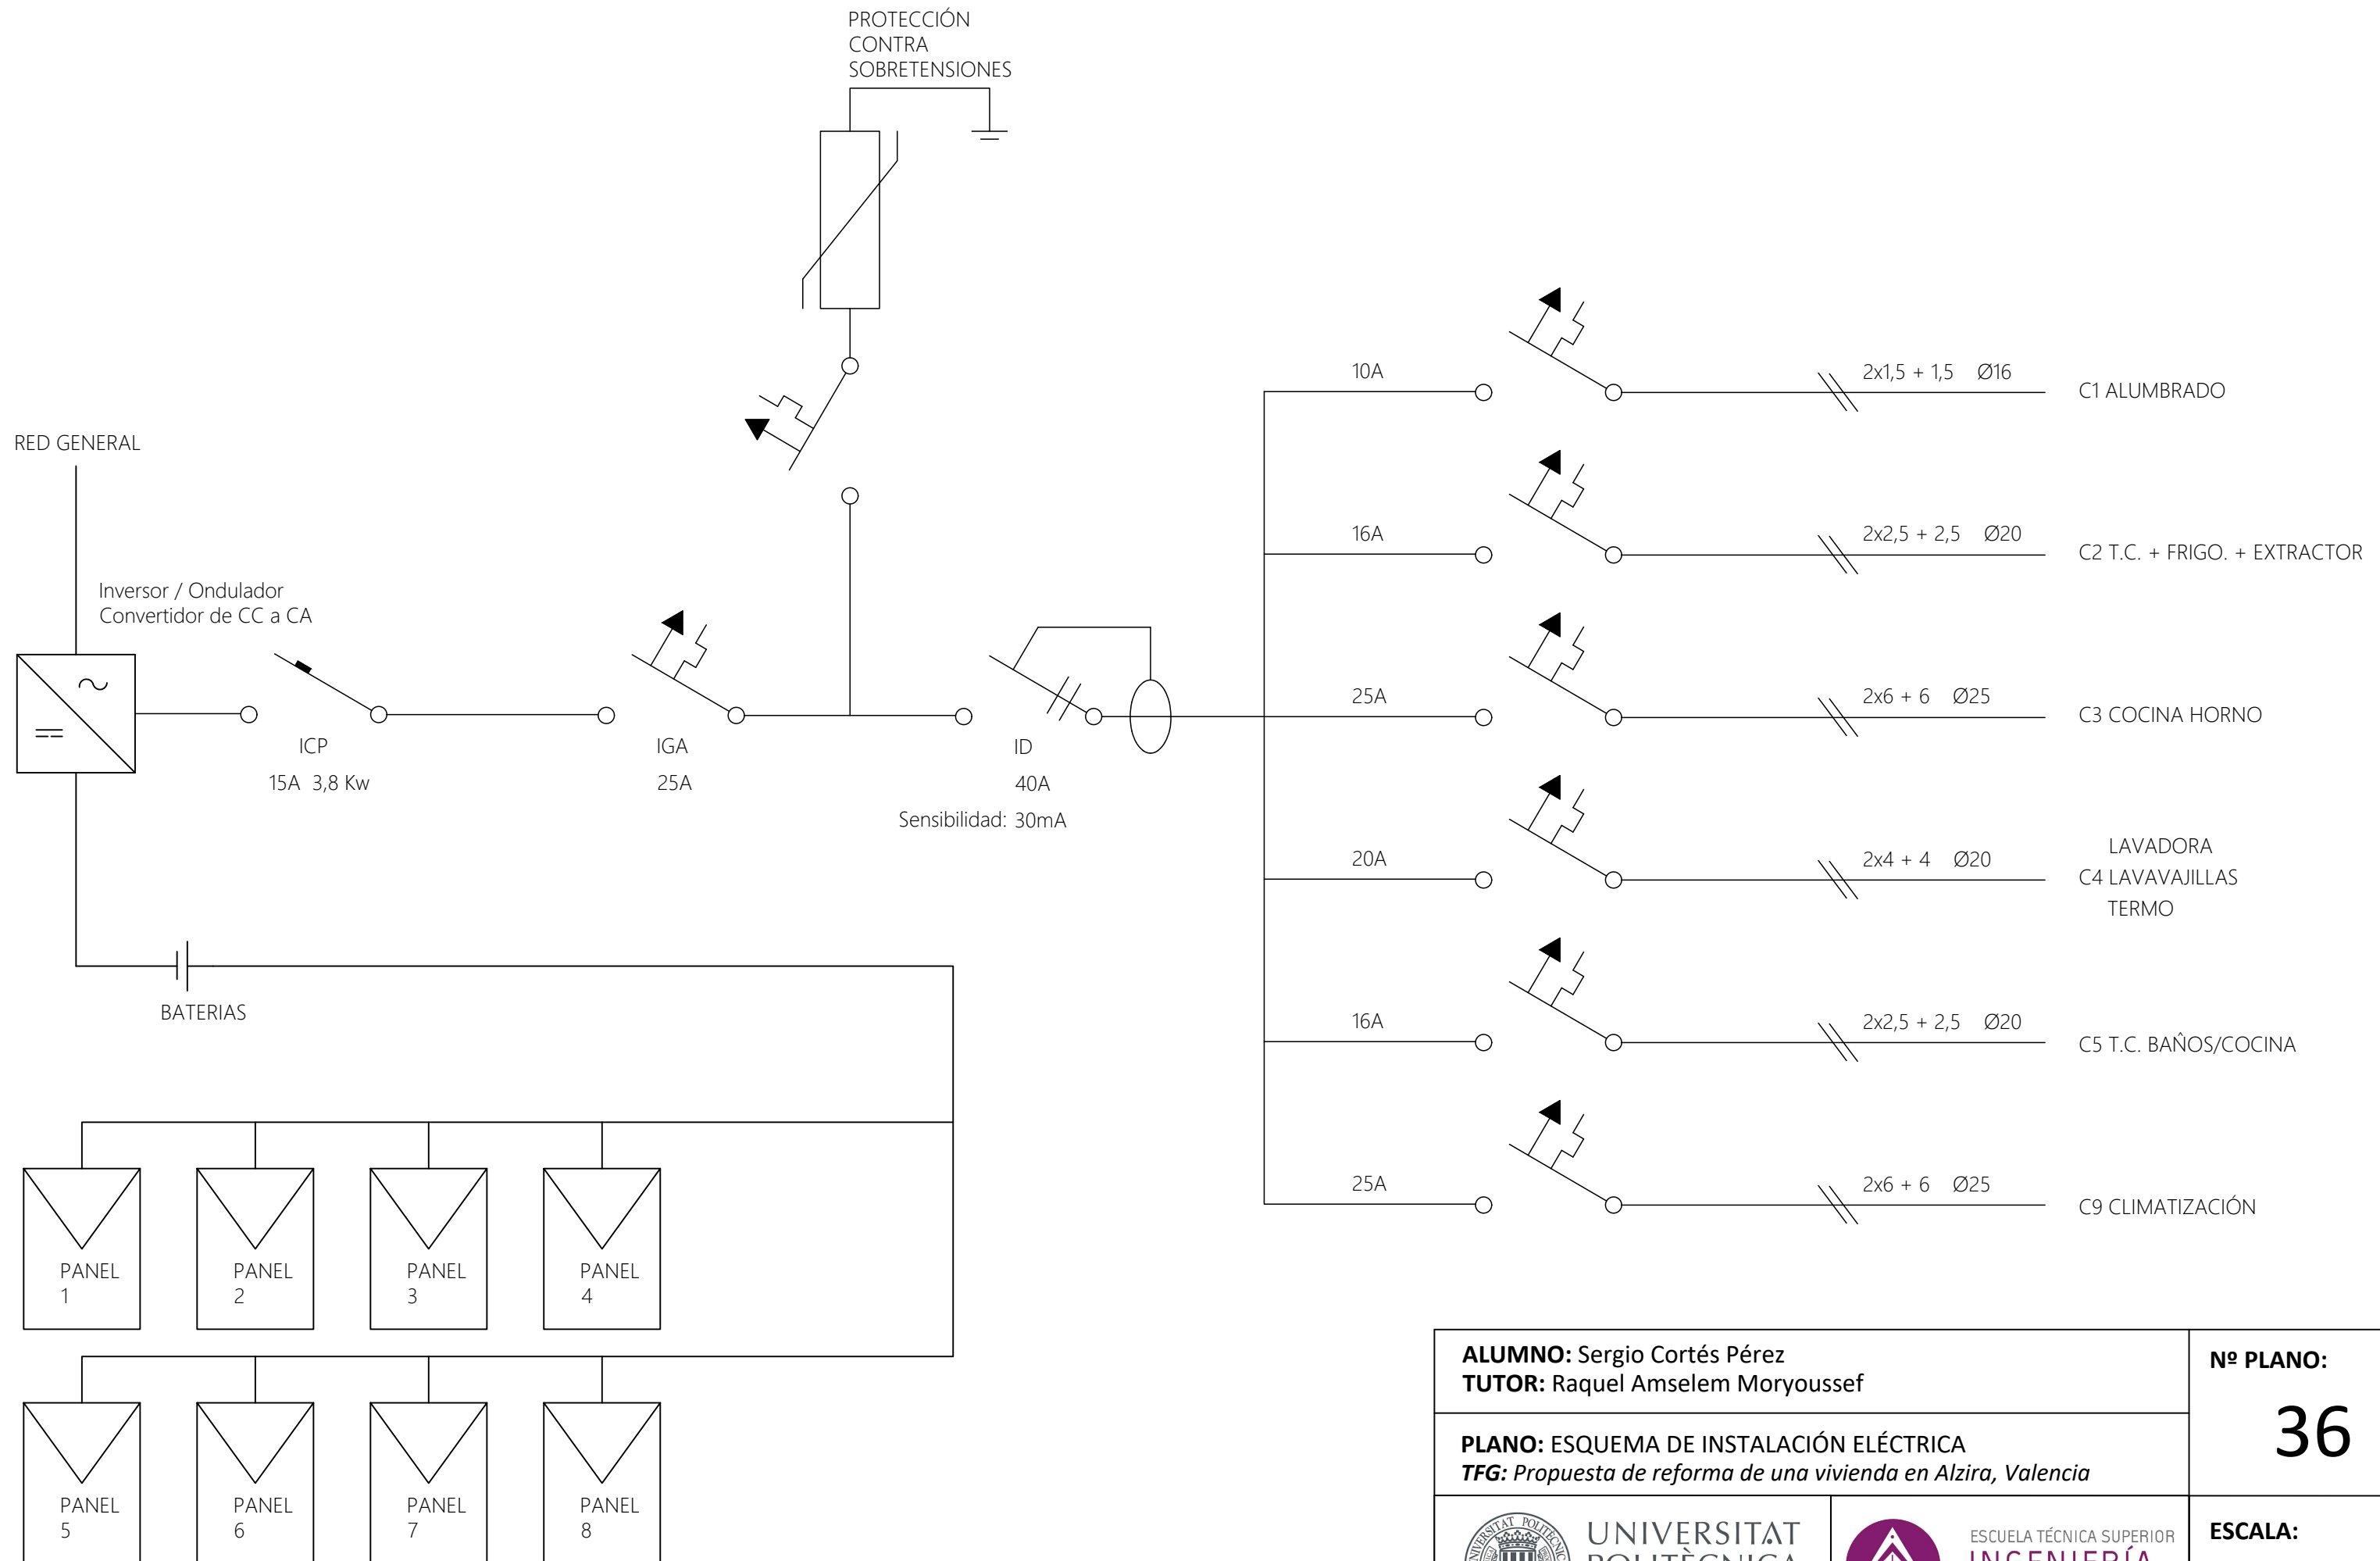 PROTECCIÓN
CONTRA
SOBRETENSIONES
RED GENERAL
Inversor / Ondulador
Convertidor de CC a CA
ICP
15A 3,8 Kw
IGA
25A
ID
40A
Sensibilidad: 30mA
BATERIAS
10A
2x1,5 + 1,5 Ø16
C1 ALUMBRADO
16A
2x2,5 + 2,5 Ø20
C2 T.C. + FRIGO. + EXTRACTOR
25A
2x6 + 6 Ø25
C3 COCINA HORNO
20A
2x4 + 4 Ø20
LAVADORA
C4 LAVAVAJILLAS
TERMO
16A
2x2,5 + 2,5 Ø20
C5 T.C. BAÑOS/COCINA
25A
2x6 + 6 Ø25
C9 CLIMATIZACIÓN
PANEL
1
PANEL
2
PANEL
3
PANEL
4
PANEL
5
PANEL
6
PANEL
7
PANEL
8
ALUMNO: Sergio Cortés Pérez
TUTOR: Raquel Amselem Moryoussef
Nº PLANO:
36
PLANO: ESQUEMA DE INSTALACIÓN ELÉCTRICA
TFG: Propuesta de reforma de una vivienda en Alzira, Valencia
UNIVERSITAT
POLITÈCNICA
ESCUELA TÉCNICA SUPERIOR
INGENIERÍA
ESCALA: